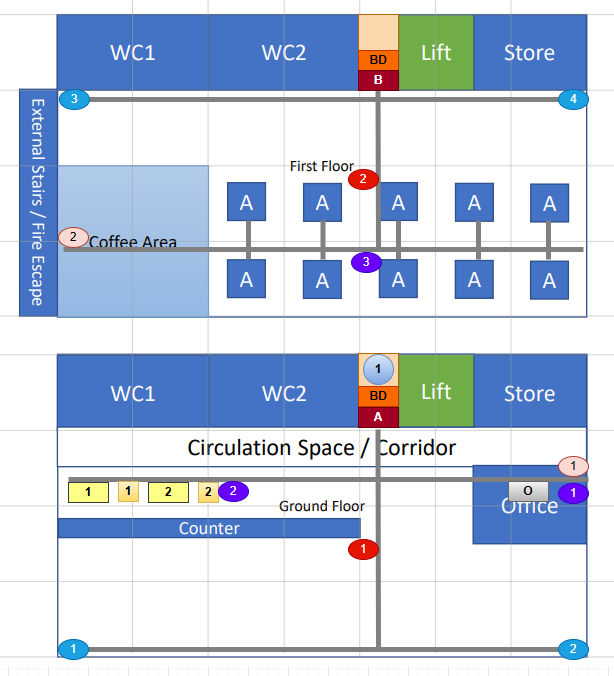 WC1
WC2
BD
B
Lift
Store
3
4
External Stairs / Fire Escape
First Floor
2
A
A
A
A
A
2
Coffee Area
3
A
A
A
A
A
WC1
WC2
1
BD
A
Lift
Store
Circulation Space / Corridor
1
1
1
2
2
2
O
1
Ground Floor
Office
Counter
1
1
2